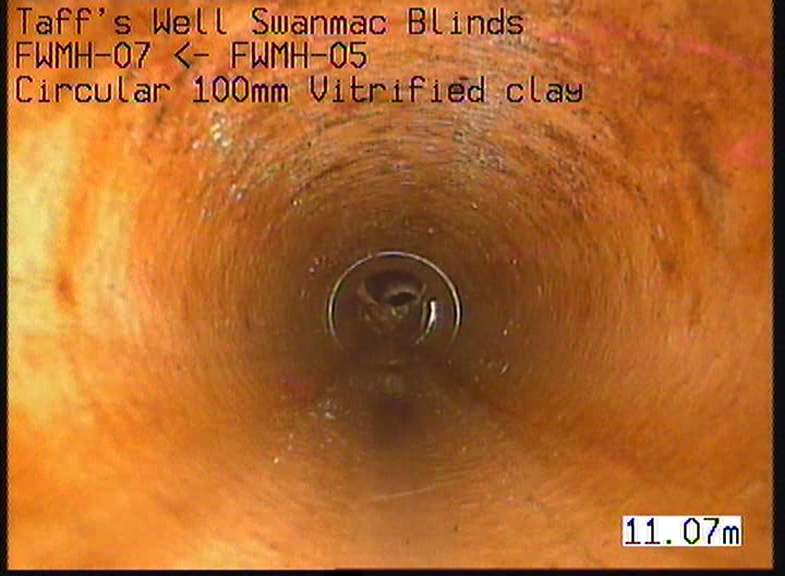 Taff's Well Swanmac Blinds
FWMH-07 <- FWMH-05
Circular 100mm Vitrified clay
11.07m